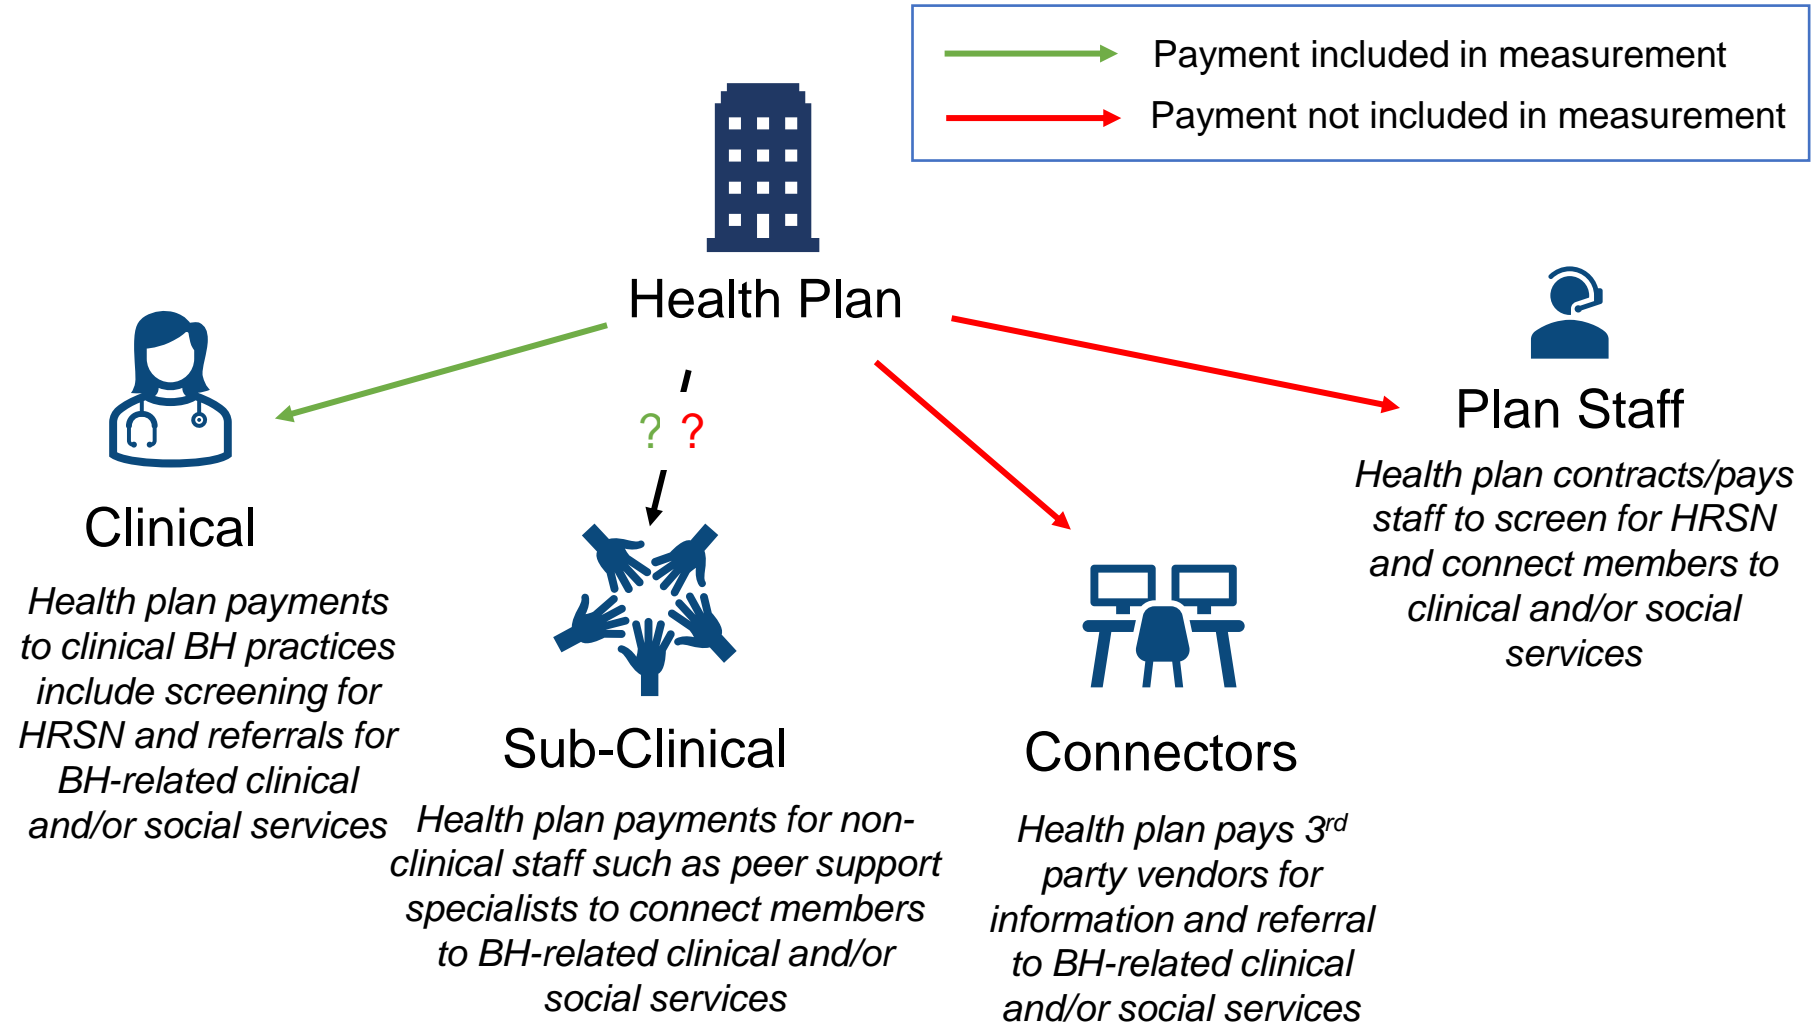 Payment included in measurement
Payment not included in measurement
Health Plan
? ?
Clinical
Health plan payments
to clinical BH practices
include screening for
HRSN and referrals for
BH-related clinical
and/or social services
Sub-Clinical
Health plan payments for non-
clinical staff such as peer support
specialists to connect members
to BH-related clinical and/or
social services
Connectors
Health plan pays 3rd
party vendors for
information and referral
to BH-related clinical
and/or social services
Plan Staff
Health plan contracts/pays
staff to screen for HRSN
and connect members to
clinical and/or social
services